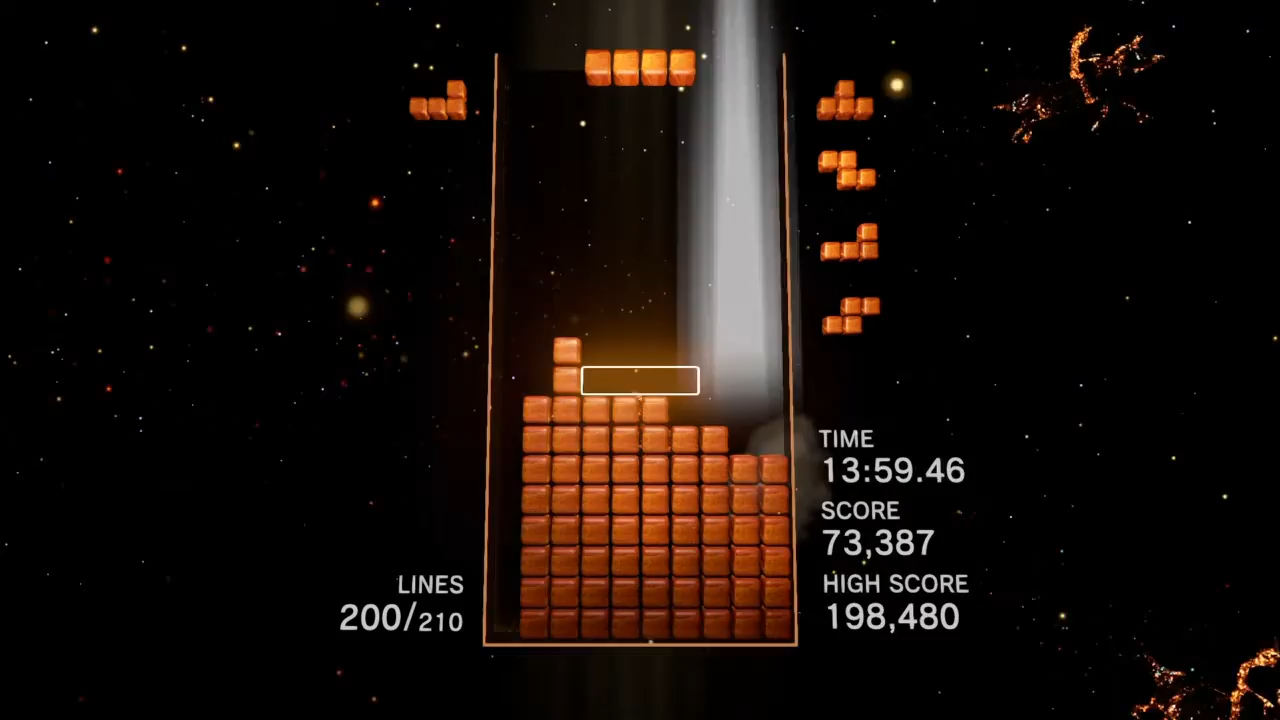 TIME
13:59.46
SCORE
73,387
LINES
200/210
HIGH SCORE
198,480